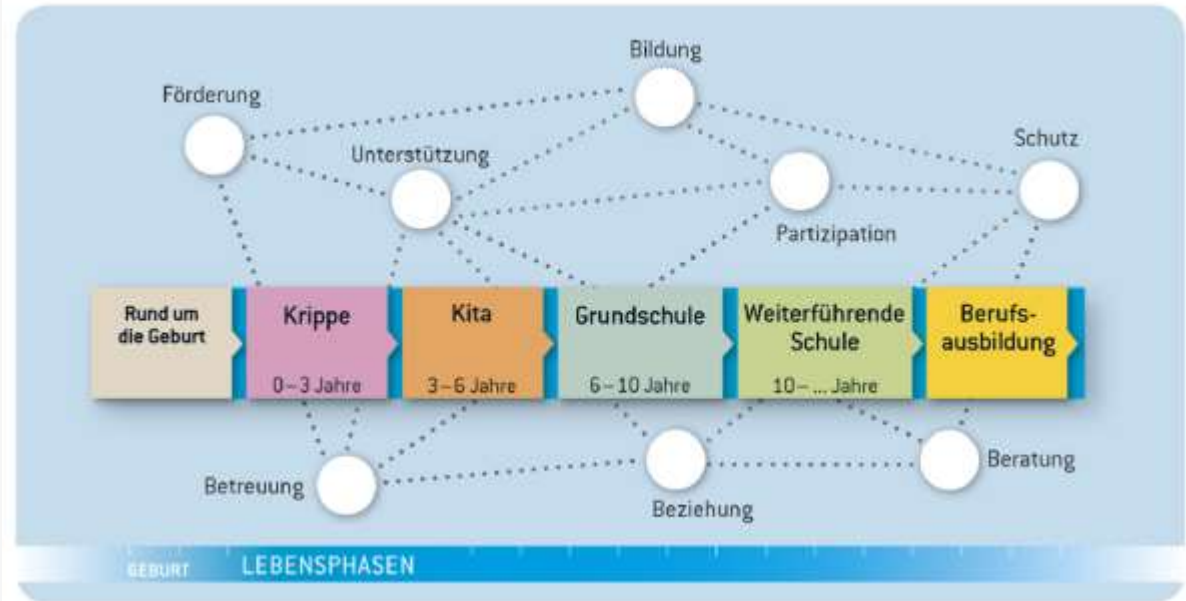 Bildung
Förderung
Schutz
Unterstützung
Partizipation
Rund um
die Geburt
Krippe
0–3 Jahre
Kita
3–6 Jahre
Grundschule
6–10 Jahre
Weiterführende
Schule
10– ... Jahre
Berufs-
ausbildung
Betreuung
Beziehung
Beratung
GEBURT
LEBENSPHASEN